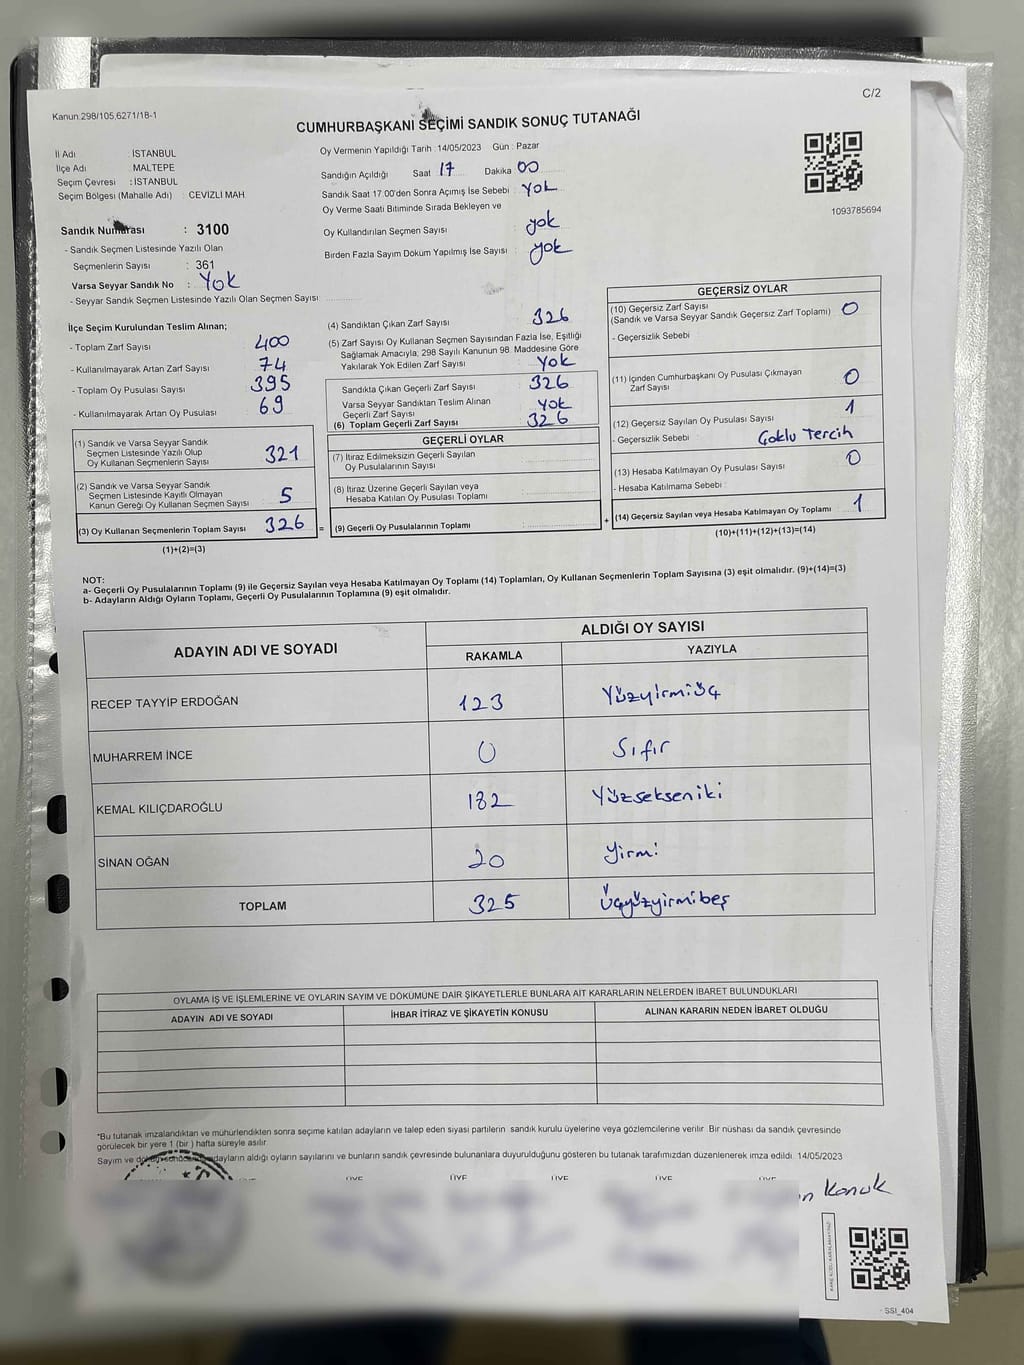 Kanun.298/105,6271/18-1
C/2
CUMHURBAŞKANI SEÇİMİ SANDIK SONUÇ TUTANAĞI
İl Adı : İSTANBUL
İlçe Adı : MALTEPE
Seçim Çevresi : İSTANBUL
Seçim Bölgesi (Mahalle Adı) : CEVİZLİ MAH
Sandık Numarası : 3100
- Sandık Seçmen Listesinde Yazılı Olan
Seçmenlerin Sayısı : 361
Varsa Seyyar Sandık No : Yok
- Seyyar Sandık Seçmen Listesinde Yazılı Olan Seçmen Sayısı
Oy Vermenin Yapıldığı Tarih : 14/05/2023 Gün : Pazar
Sandığın Açıldığı Saat 17 Dakika 00
Sandık Saat 17.00'den Sonra Açımış İse Sebebi : Yok
Oy Verme Saati Bitiminde Sırada Bekleyen ve
Oy Kullandırılan Seçmen Sayısı : yok
Birden Fazla Sayım Döküm Yapılmış İse Sayısı : yok
1093785694
İlçe Seçim Kurulundan Teslim Alınan;
- Toplam Zarf Sayısı 400
- Kullanılmayarak Artan Zarf Sayısı 74
- Toplam Oy Pusulası Sayısı 395
- Kullanılmayarak Artan Oy Pusulası 69
(1) Sandık ve Varsa Seyyar Sandık
Seçmen Listesinde Yazılı Olup
Oy Kullanan Seçmenlerin Sayısı 321
(2) Sandık ve Varsa Seyyar Sandık
Seçmen Listesinde Kayıtlı Olmayan
Kanun Gereği Oy Kullanan Seçmen Sayısı 5
(3) Oy Kullanan Seçmenlerin Toplam Sayısı 326 =
(1)+(2)=(3)
(4) Sandıktan Çıkan Zarf Sayısı 326
(5) Zarf Sayısı Oy Kullanan Seçmen Sayısından Fazla İse, Eşitliği
Sağlamak Amacıyla, 298 Sayılı Kanunun 98. Maddesine Göre
Yakılarak Yok Edilen Zarf Sayısı Yok
Sandıkta Çıkan Geçerli Zarf Sayısı 326
Varsa Seyyar Sandıktan Teslim Alınan
Geçerli Zarf Sayısı Yok
(6) Toplam Geçerli Zarf Sayısı 326
GEÇERLİ OYLAR
(7) İtiraz Edilmeksizin Geçerli Sayılan
Oy Pusulalarının Sayısı
(8) İtiraz Üzerine Geçerli Sayılan veya
Hesaba Katılan Oy Pusulası Toplamı
(9) Geçerli Oy Pusulalarının Toplamı +
GEÇERSİZ OYLAR
(10) Geçersiz Zarf Sayısı
(Sandık ve Varsa Seyyar Sandık Geçersiz Zarf Toplamı) 0
- Geçersizlik Sebebi
(11) İçinden Cumhurbaşkanı Oy Pusulası Çıkmayan
Zarf Sayısı 0
(12) Geçersiz Sayılan Oy Pusulası Sayısı 1
- Geçersizlik Sebebi : Çoklu Tercih
(13) Hesaba Katılmayan Oy Pusulası Sayısı 0
- Hesaba Katılmama Sebebi :
(14) Geçersiz Sayılan veya Hesaba Katılmayan Oy Toplamı 1
(10)+(11)+(12)+(13)=(14)
NOT:
a- Geçerli Oy Pusulalarının Toplamı (9) ile Geçersiz Sayılan veya Hesaba Katılmayan Oy Toplamı (14) Toplamları, Oy Kullanan Seçmenlerin Toplam Sayısına (3) eşit olmalıdır. (9)+(14)=(3)
b- Adayların Aldığı Oyların Toplamı, Geçerli Oy Pusulalarının Toplamına (9) eşit olmalıdır.
ADAYIN ADI VE SOYADI
ALDIĞI OY SAYISI
RAKAMLA YAZIYLA
RECEP TAYYİP ERDOĞAN 123 Yüzyirmiüç
MUHARREM İNCE 0 Sıfır
KEMAL KILIÇDAROĞLU 182 Yüzsekseniki
SİNAN OĞAN 20 Yirmi
TOPLAM 325 Üçyüzyirmibeş
OYLAMA İŞ VE İŞLEMLERİNE VE OYLARIN SAYIM VE DÖKÜMÜNE DAİR ŞİKAYETLERLE BUNLARA AİT KARARLARIN NELERDEN İBARET BULUNDUKLARI
ADAYIN ADI VE SOYADI İHBAR İTİRAZ VE ŞİKAYETİN KONUSU ALINAN KARARIN NEDEN İBARET OLDUĞU
*Bu tutanak imzalandıktan ve mühürlendikten sonra seçime katılan adayların ve talep eden siyasi partilerin sandık kurulu üyelerine veya gözlemcilerine verilir. Bir nüshası da sandık çevresinde
görülecek bir yere 1 (bir ) hafta süreyle asılır.
Sayım ve adayların aldığı oyların sayılarını ve bunların sandık çevresinde bulunanlara duyurulduğunu gösteren bu tutanak tarafımızdan düzenlenerek imza edildi. 14/05/2023
ÜYE ÜYE ÜYE ÜYE ÜYE
Konuk
SSI_404